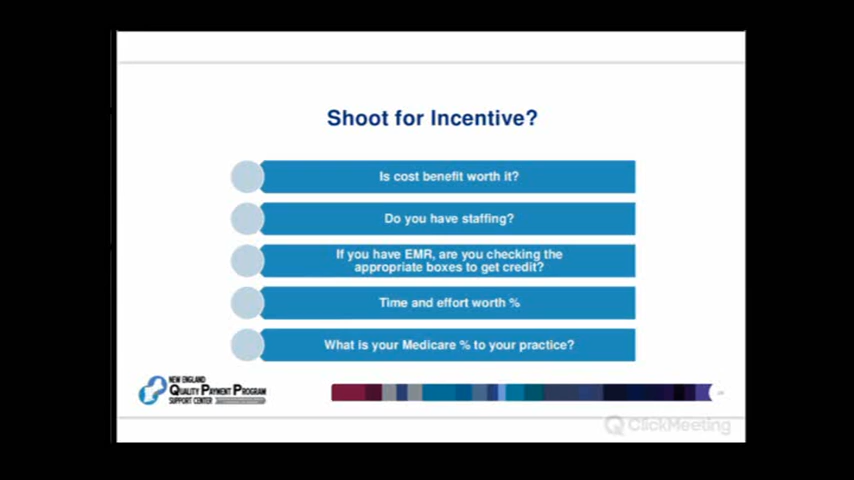 Shoot for Incentive?
Is cost benefit worth it?
Do you have staffing?
If you have EMR, are you checking the
appropriate boxes to get credit?
Time and effort worth %
What is your Medicare % to your practice?
NEW ENGLAND
QUALITY PAYMENT PROGRAM
SUPPORT CENTER
ClickMeeting